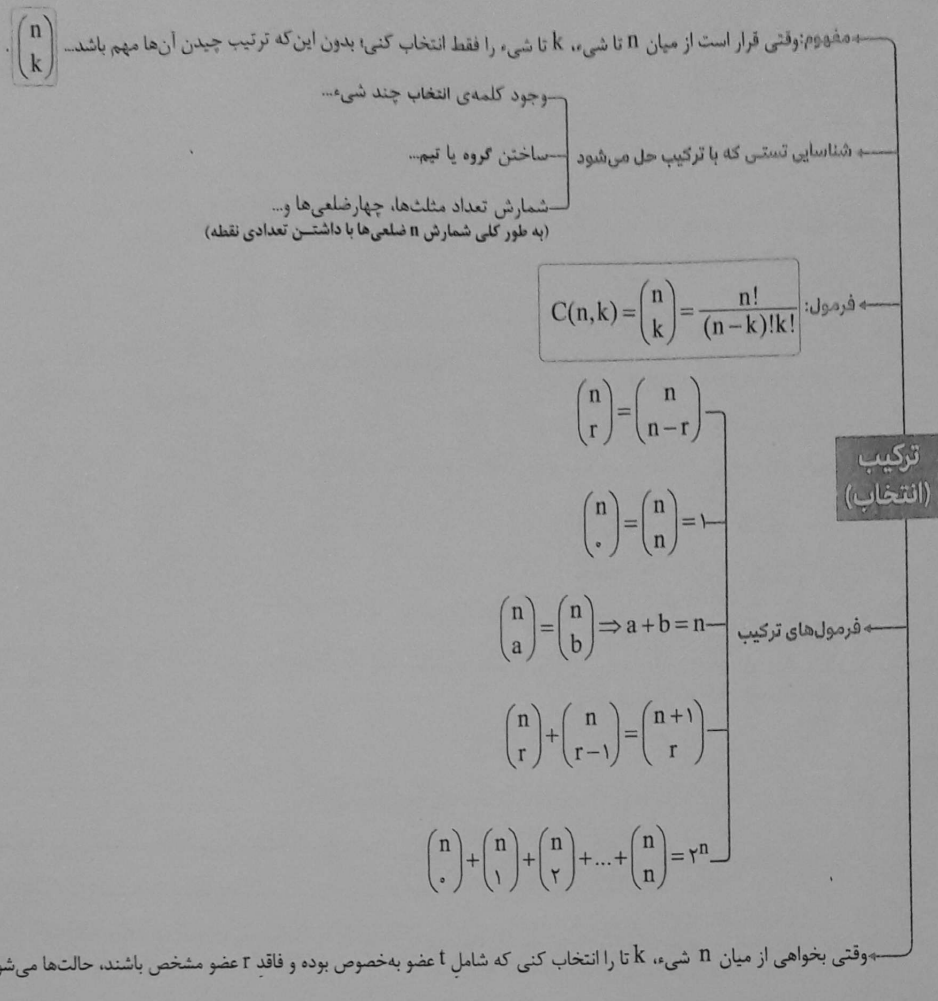 مفهوم: وقتی قرار است از میان n تا شیء، k تا شیء را فقط انتخاب کنی؛ بدون این‌که ترتیب چیدن آن‌ها مهم باشد... (n k).
شناسایی تستی که با ترکیب حل می‌شود
وجود کلمه‌ی انتخاب چند شیء...
ساختن گروه یا تیم...
شمارش تعداد مثلث‌ها، چهارضلعی‌ها و...
(به طور کلی شمارش n ضلعی‌ها با داشتن تعدادی نقطه)
فرمول: C(n,k) = (n k) = n! / (n-k)!k!
ترکیب
(انتخاب)
فرمول‌های ترکیب
(n r) = (n n-r)
(n ۰) = (n n) = ۱
(n a) = (n b) ⇒ a + b = n
(n r) + (n r-۱) = (n+۱ r)
(n ۰) + (n ۱) + (n ۲) + ... + (n n) = ۲ⁿ
وقتی بخواهی از میان n شیء، k تا را انتخاب کنی که شاملِ t عضو به‌خصوص بوده و فاقدِ r عضو مشخص باشند، حالت‌ها